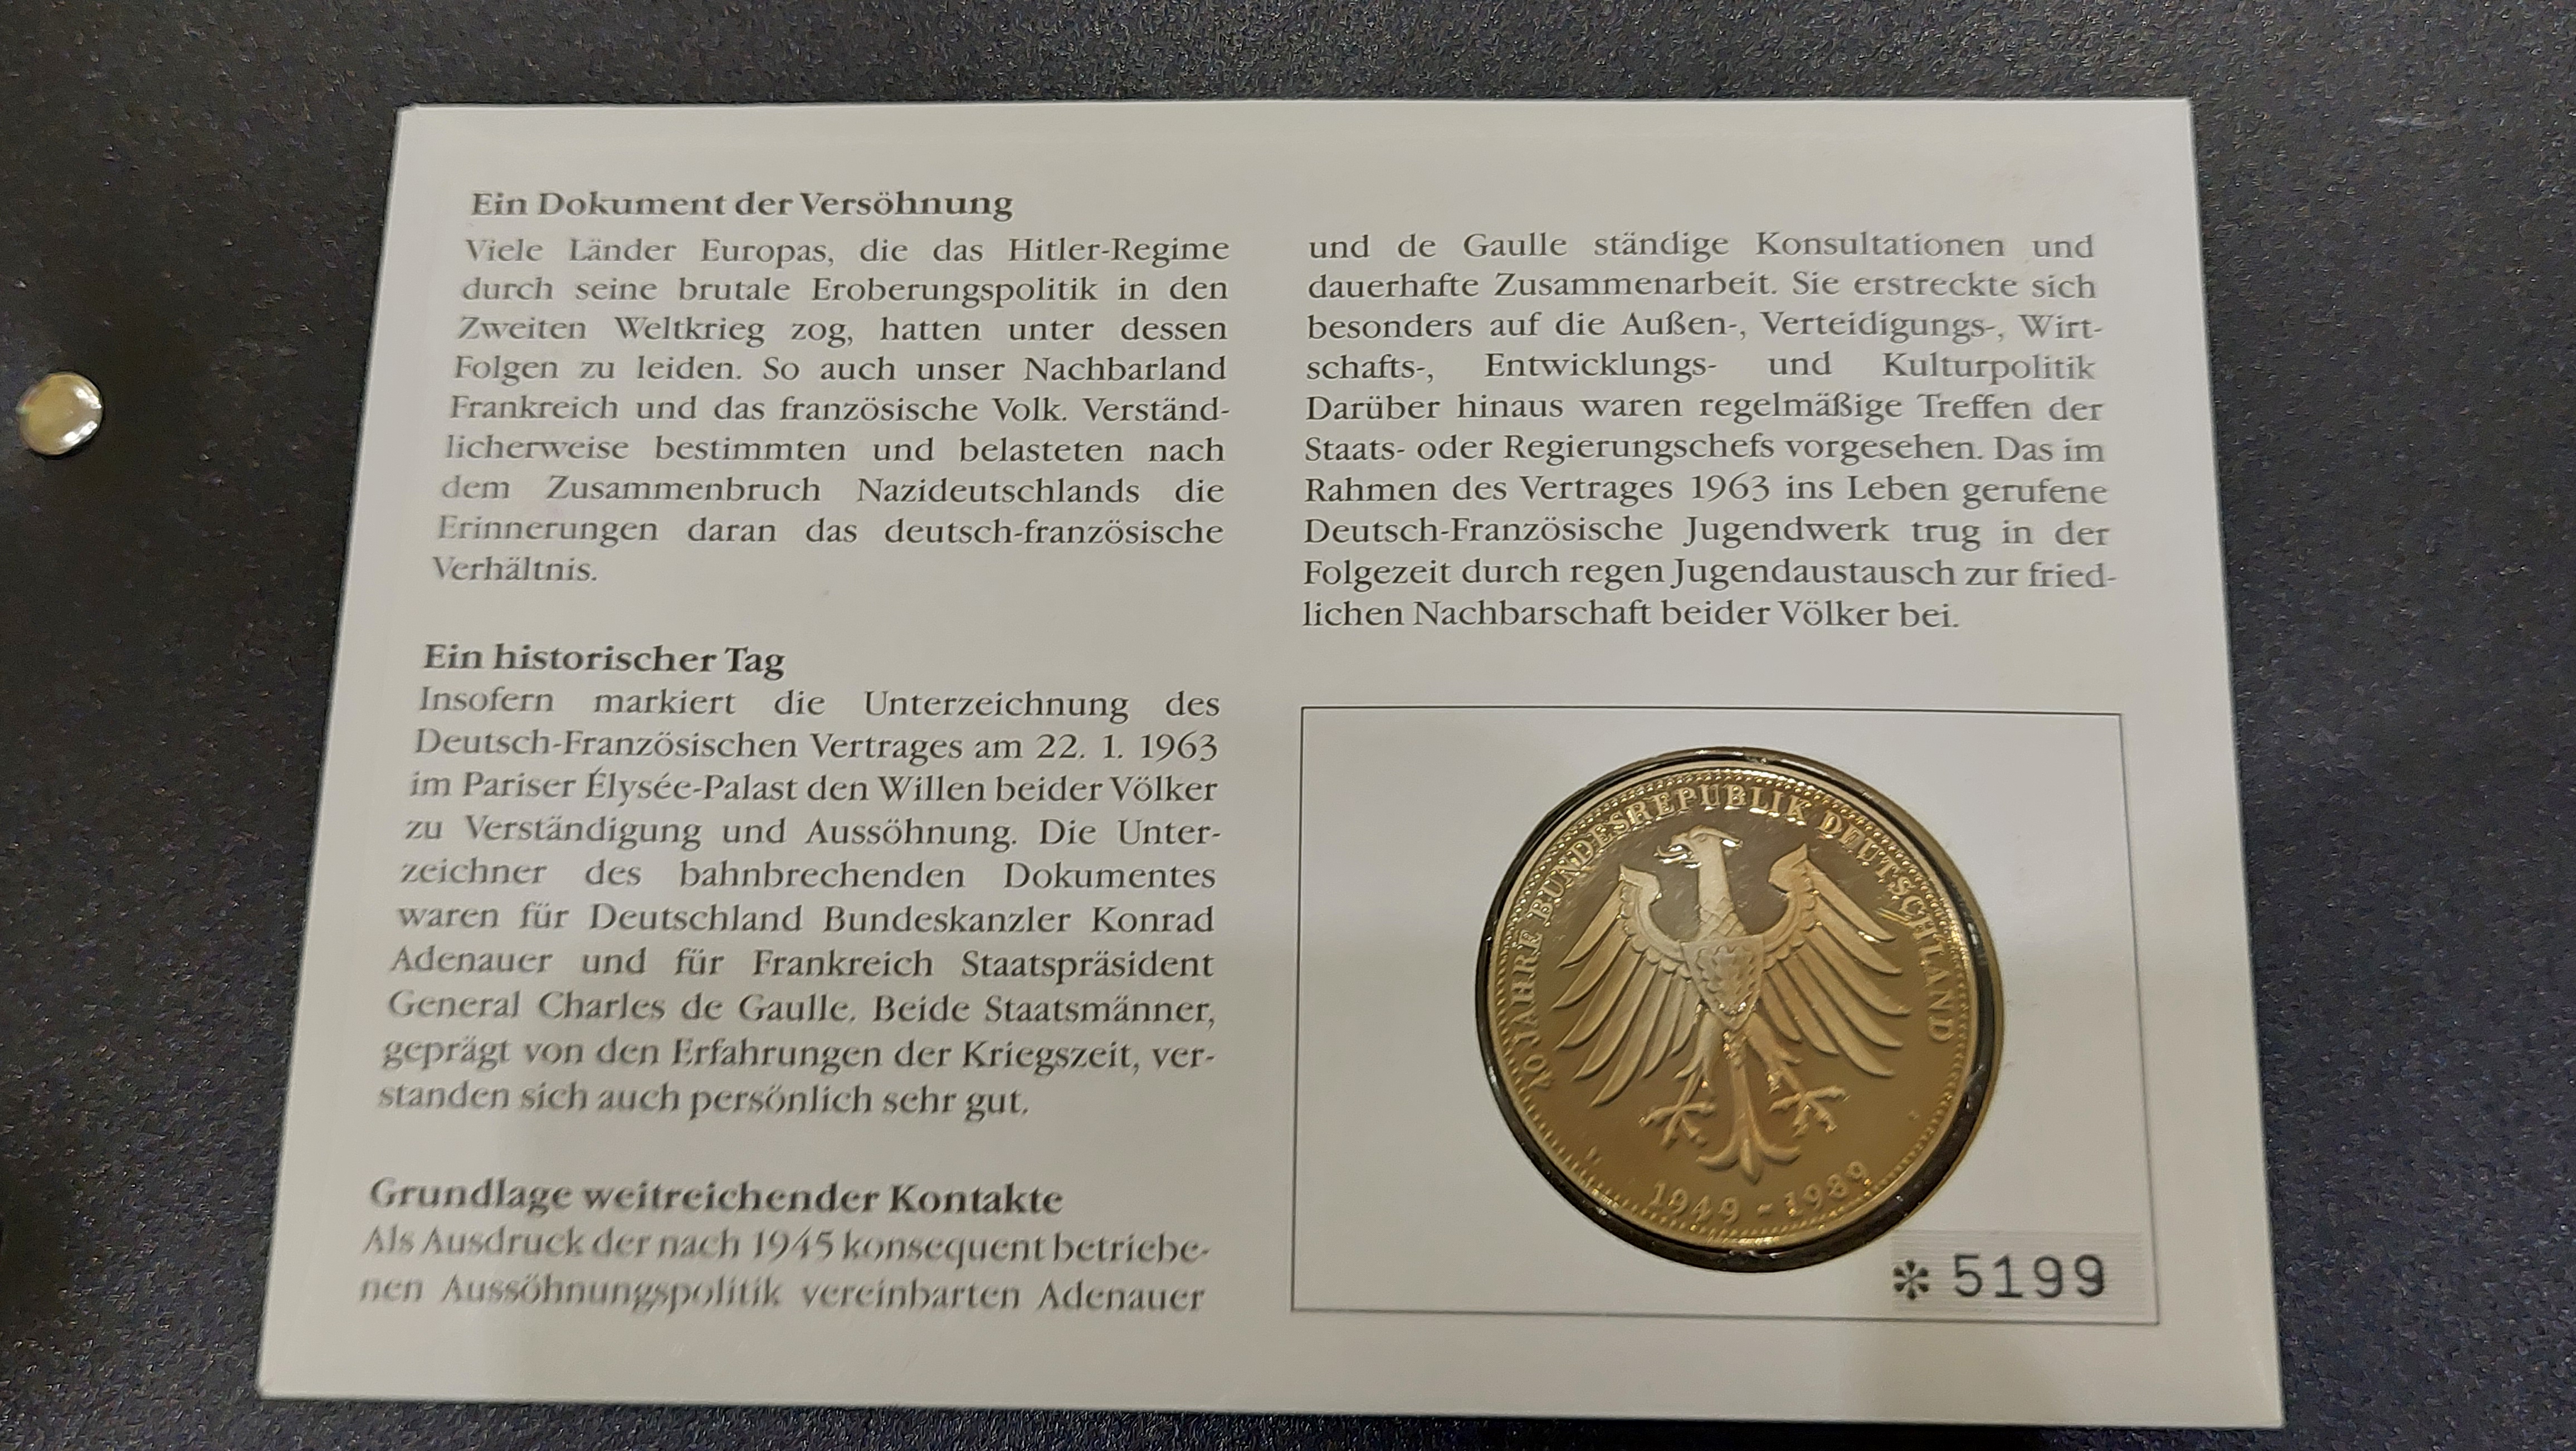 Ein Dokument der Versöhnung
Viele Länder Europas, die das Hitler-Regime
durch seine brutale Eroberungspolitik in den
Zweiten Weltkrieg zog, hatten unter dessen
Folgen zu leiden. So auch unser Nachbarland
Frankreich und das französische Volk. Verständ-
licherweise bestimmten und belasteten nach
dem Zusammenbruch Nazideutschlands die
Erinnerungen daran das deutsch-französische
Verhältnis.
Ein historischer Tag
Insofern markiert die Unterzeichnung des
Deutsch-Französischen Vertrages am 22. 1. 1963
im Pariser Élysée-Palast den Willen beider Völker
zu Verständigung und Aussöhnung. Die Unter-
zeichner des bahnbrechenden Dokumentes
waren für Deutschland Bundeskanzler Konrad
Adenauer und für Frankreich Staatspräsident
General Charles de Gaulle. Beide Staatsmänner,
geprägt von den Erfahrungen der Kriegszeit, ver-
standen sich auch persönlich sehr gut.
Grundlage weitreichender Kontakte
Als Ausdruck der nach 1945 konsequent betriebe-
nen Aussöhnungspolitik vereinbarten Adenauer
und de Gaulle ständige Konsultationen und
dauerhafte Zusammenarbeit. Sie erstreckte sich
besonders auf die Außen-, Verteidigungs-, Wirt-
schafts-, Entwicklungs- und Kulturpolitik
Darüber hinaus waren regelmäßige Treffen der
Staats- oder Regierungschefs vorgesehen. Das im
Rahmen des Vertrages 1963 ins Leben gerufene
Deutsch-Französische Jugendwerk trug in der
Folgezeit durch regen Jugendaustausch zur fried-
lichen Nachbarschaft beider Völker bei.
40 JAHRE BUNDESREPUBLIK DEUTSCHLAND
1949 - 1989
* 5199